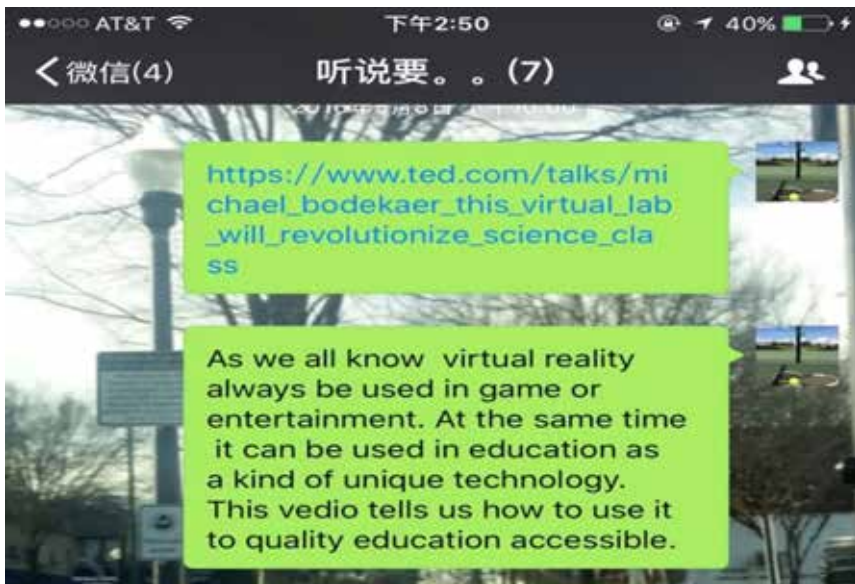 AT&T 下午2:50 40%
微信(4) 听说要。。(7)
https://www.ted.com/talks/mi
chael_bodekaer_this_virtual_lab
_will_revolutionize_science_cla
ss
As we all know virtual reality
always be used in game or
entertainment. At the same time
it can be used in education as
a kind of unique technology.
This vedio tells us how to use it
to quality education accessible.